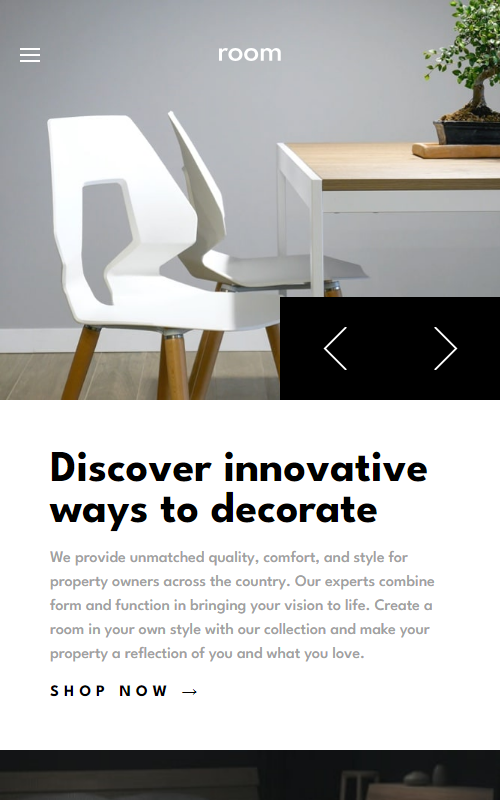 room
Discover innovative
ways to decorate
We provide unmatched quality, comfort, and style for
property owners across the country. Our experts combine
form and function in bringing your vision to life. Create a
room in your own style with our collection and make your
property a reflection of you and what you love.
SHOP NOW →